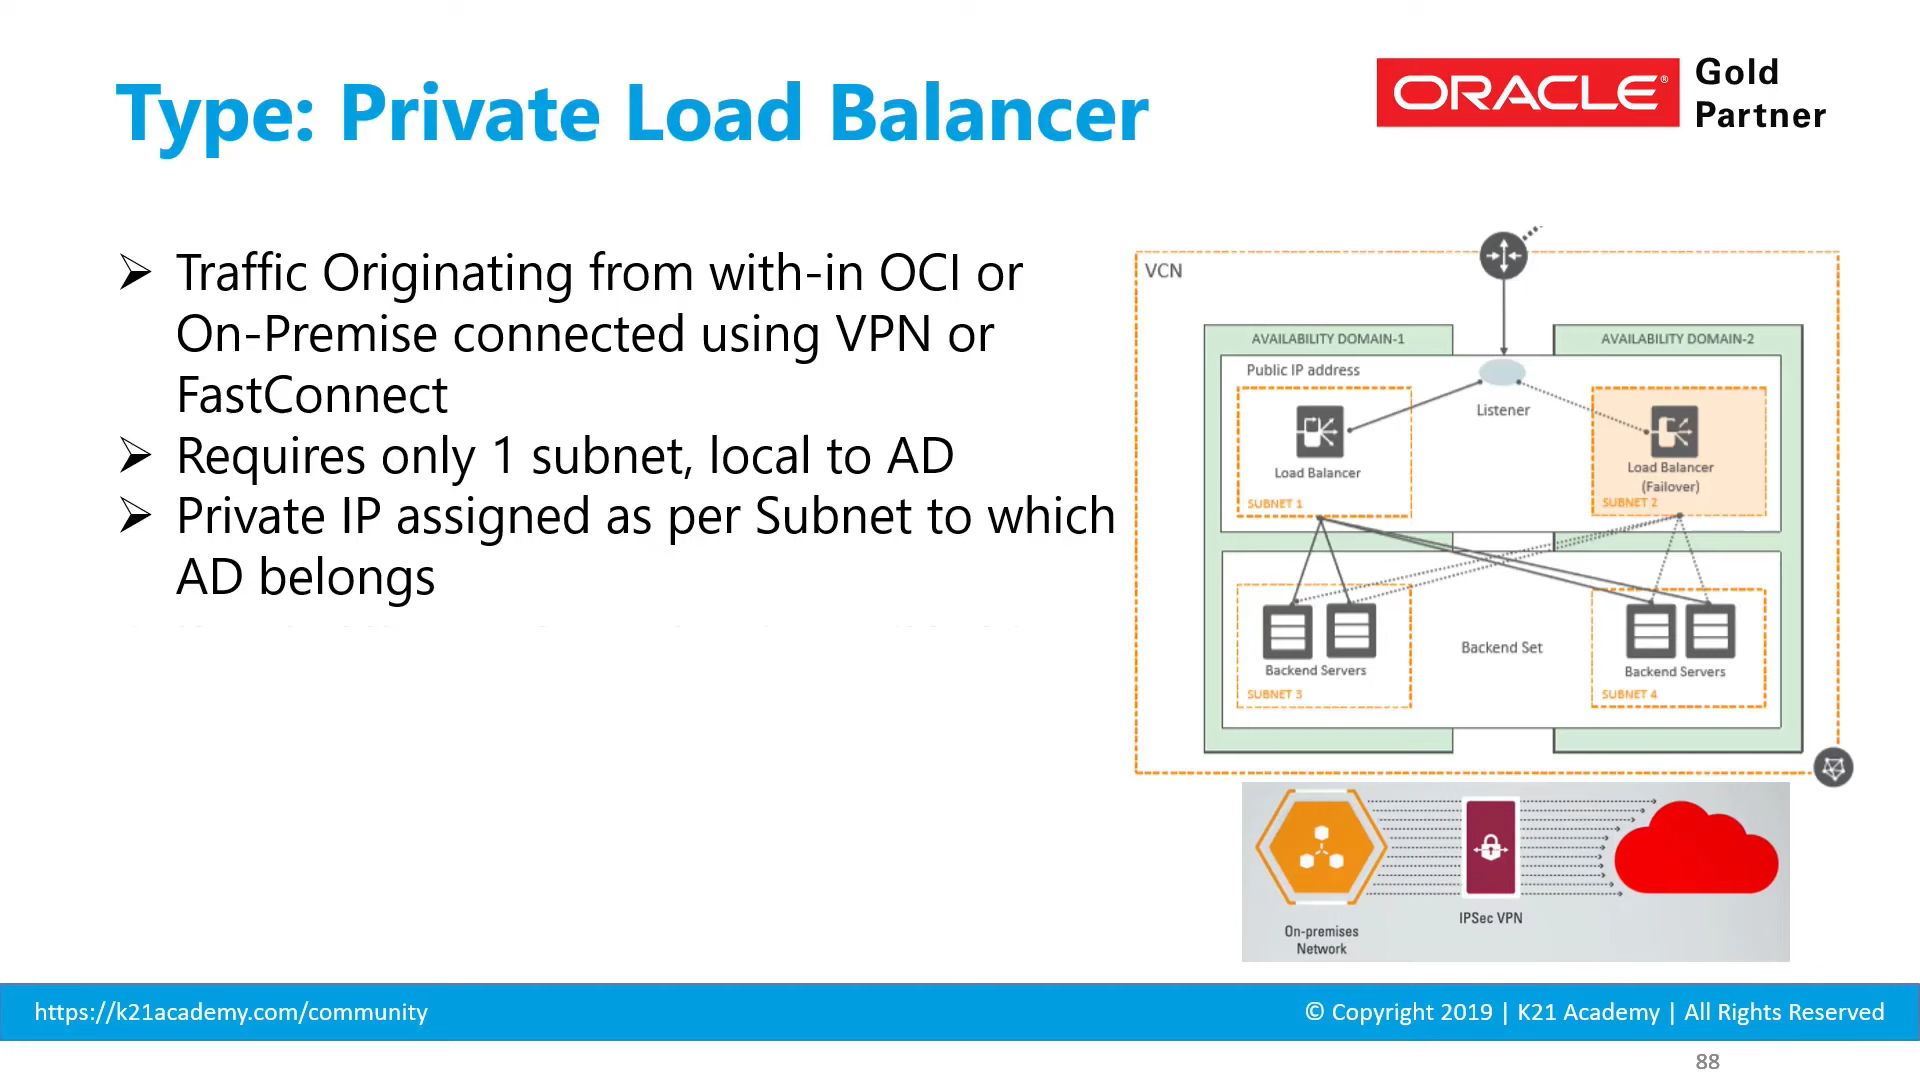 Type: Private Load Balancer
ORACLE®
Gold
Partner
➢ Traffic Originating from with-in OCI or
On-Premise connected using VPN or
FastConnect
➢ Requires only 1 subnet, local to AD
➢ Private IP assigned as per Subnet to which
AD belongs
VCN
AVAILABILITY DOMAIN-1
AVAILABILITY DOMAIN-2
Public IP address
Listener
Load Balancer
SUBNET 1
Load Balancer
(Failover)
SUBNET 2
Backend Servers
SUBNET 3
Backend Set
Backend Servers
SUBNET 4
On-premises
Network
IPSec VPN
https://k21academy.com/community
© Copyright 2019 | K21 Academy | All Rights Reserved
88